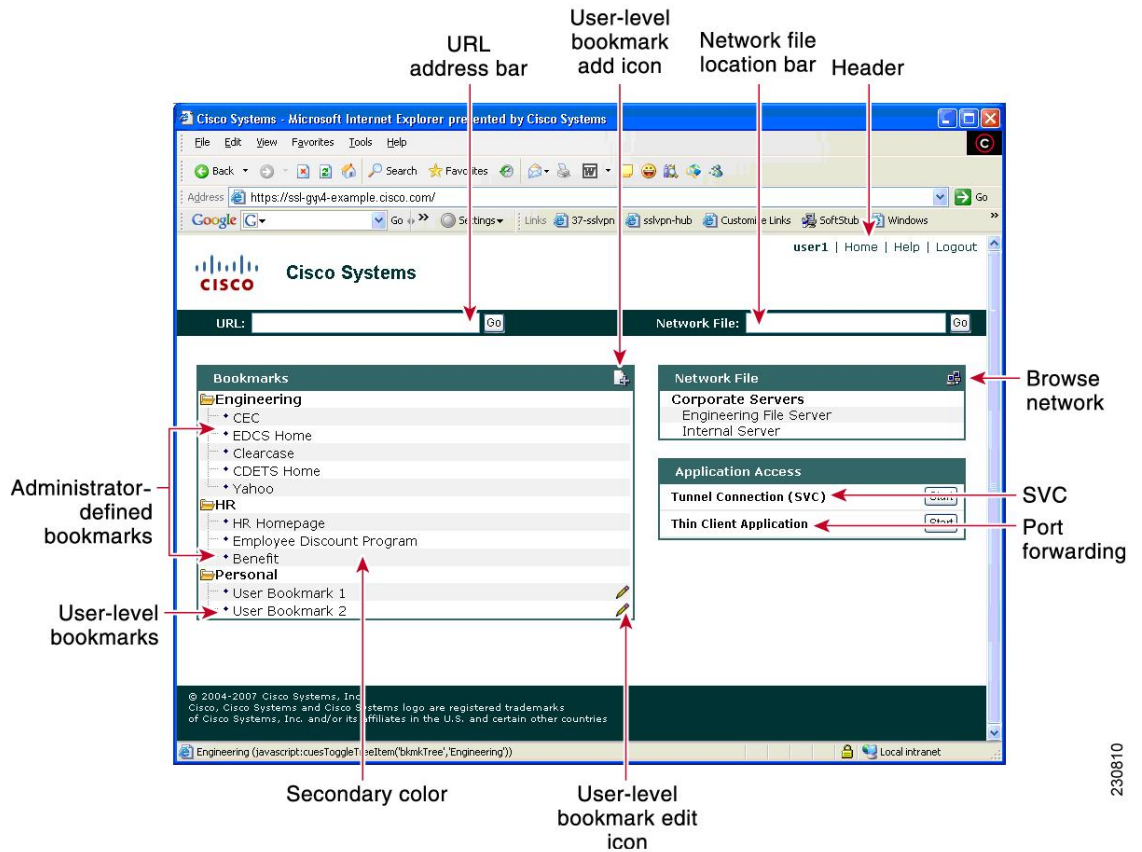 URL
address bar
User-level
bookmark
add icon
Network file
location bar
Header
Cisco Systems - Microsoft Internet Explorer presented by Cisco Systems
File Edit View Favorites Tools Help
Back Search Favorites
Address https://ssl-gw4-example.cisco.com/ Go
Google G Go Settings Links 37-sslvpn sslvpn-hub Customize Links SoftStub Windows »
user1 | Home | Help | Logout
CISCO
Cisco Systems
URL: Go Network File: Go
Bookmarks
Engineering
CEC
EDCS Home
Clearcase
CDETS Home
Yahoo
HR
HR Homepage
Employee Discount Program
Benefit
Personal
User Bookmark 1
User Bookmark 2
Network File
Corporate Servers
Engineering File Server
Internal Server
Application Access
Tunnel Connection (SVC) Start
Thin Client Application Start
Browse
network
SVC
Port
forwarding
Administrator-
defined
bookmarks
User-level
bookmarks
© 2004-2007 Cisco Systems, Inc
Cisco, Cisco Systems and Cisco Systems logo are registered trademarks
of Cisco Systems, Inc. and/or its affiliates in the U.S. and certain other countries
Engineering (javascript:cuesToggleTreeItem('bkmkTree','Engineering')) Local intranet
Secondary color
User-level
bookmark edit
icon
230810